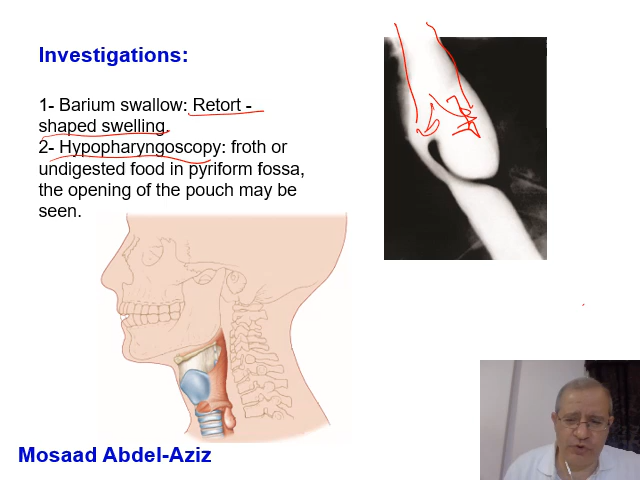 Investigations:
1- Barium swallow: Retort -
shaped swelling.
2- Hypopharyngoscopy: froth or
undigested food in pyriform fossa,
the opening of the pouch may be
seen.
Mosaad Abdel-Aziz